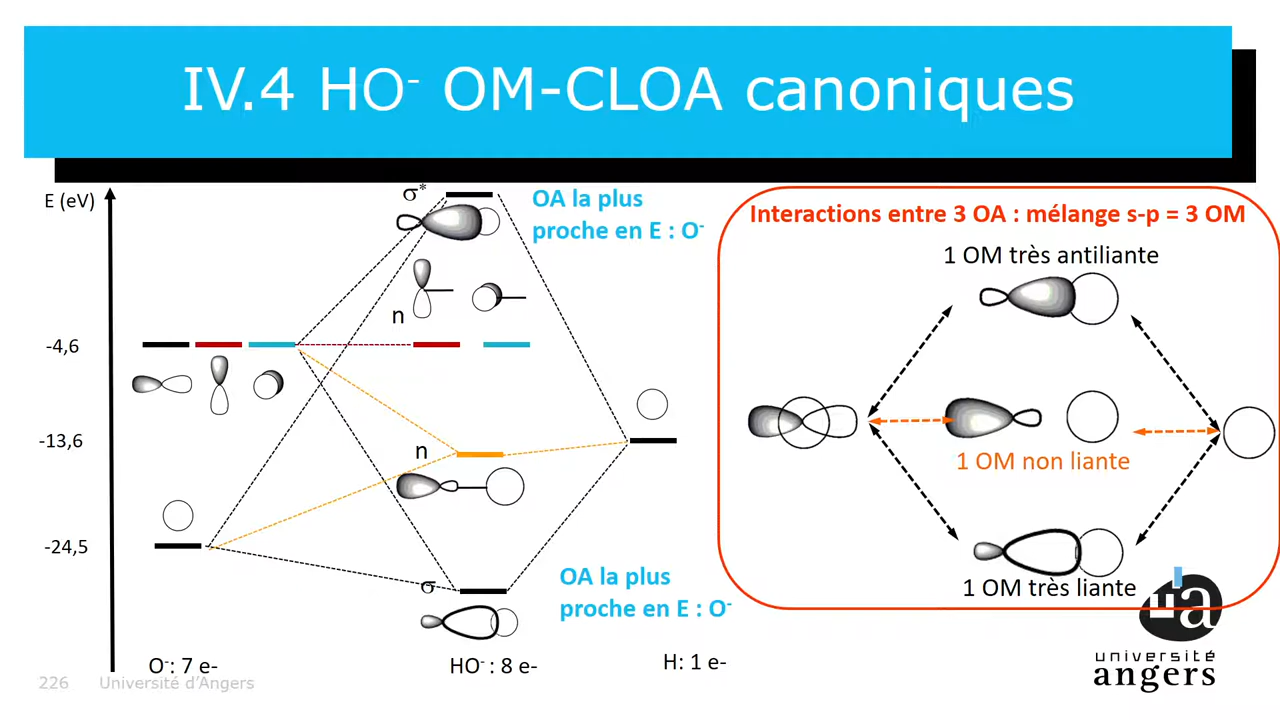 IV.4 HO⁻ OM-CLOA canoniques
E (eV)
σ*
OA la plus
proche en E : O⁻
n
-4,6
-13,6
n
-24,5
σ
OA la plus
proche en E : O⁻
O⁻: 7 e-
HO⁻ : 8 e-
H: 1 e-
Interactions entre 3 OA : mélange s-p = 3 OM
1 OM très antiliante
1 OM non liante
1 OM très liante
ua
université
angers
226 Université d'Angers